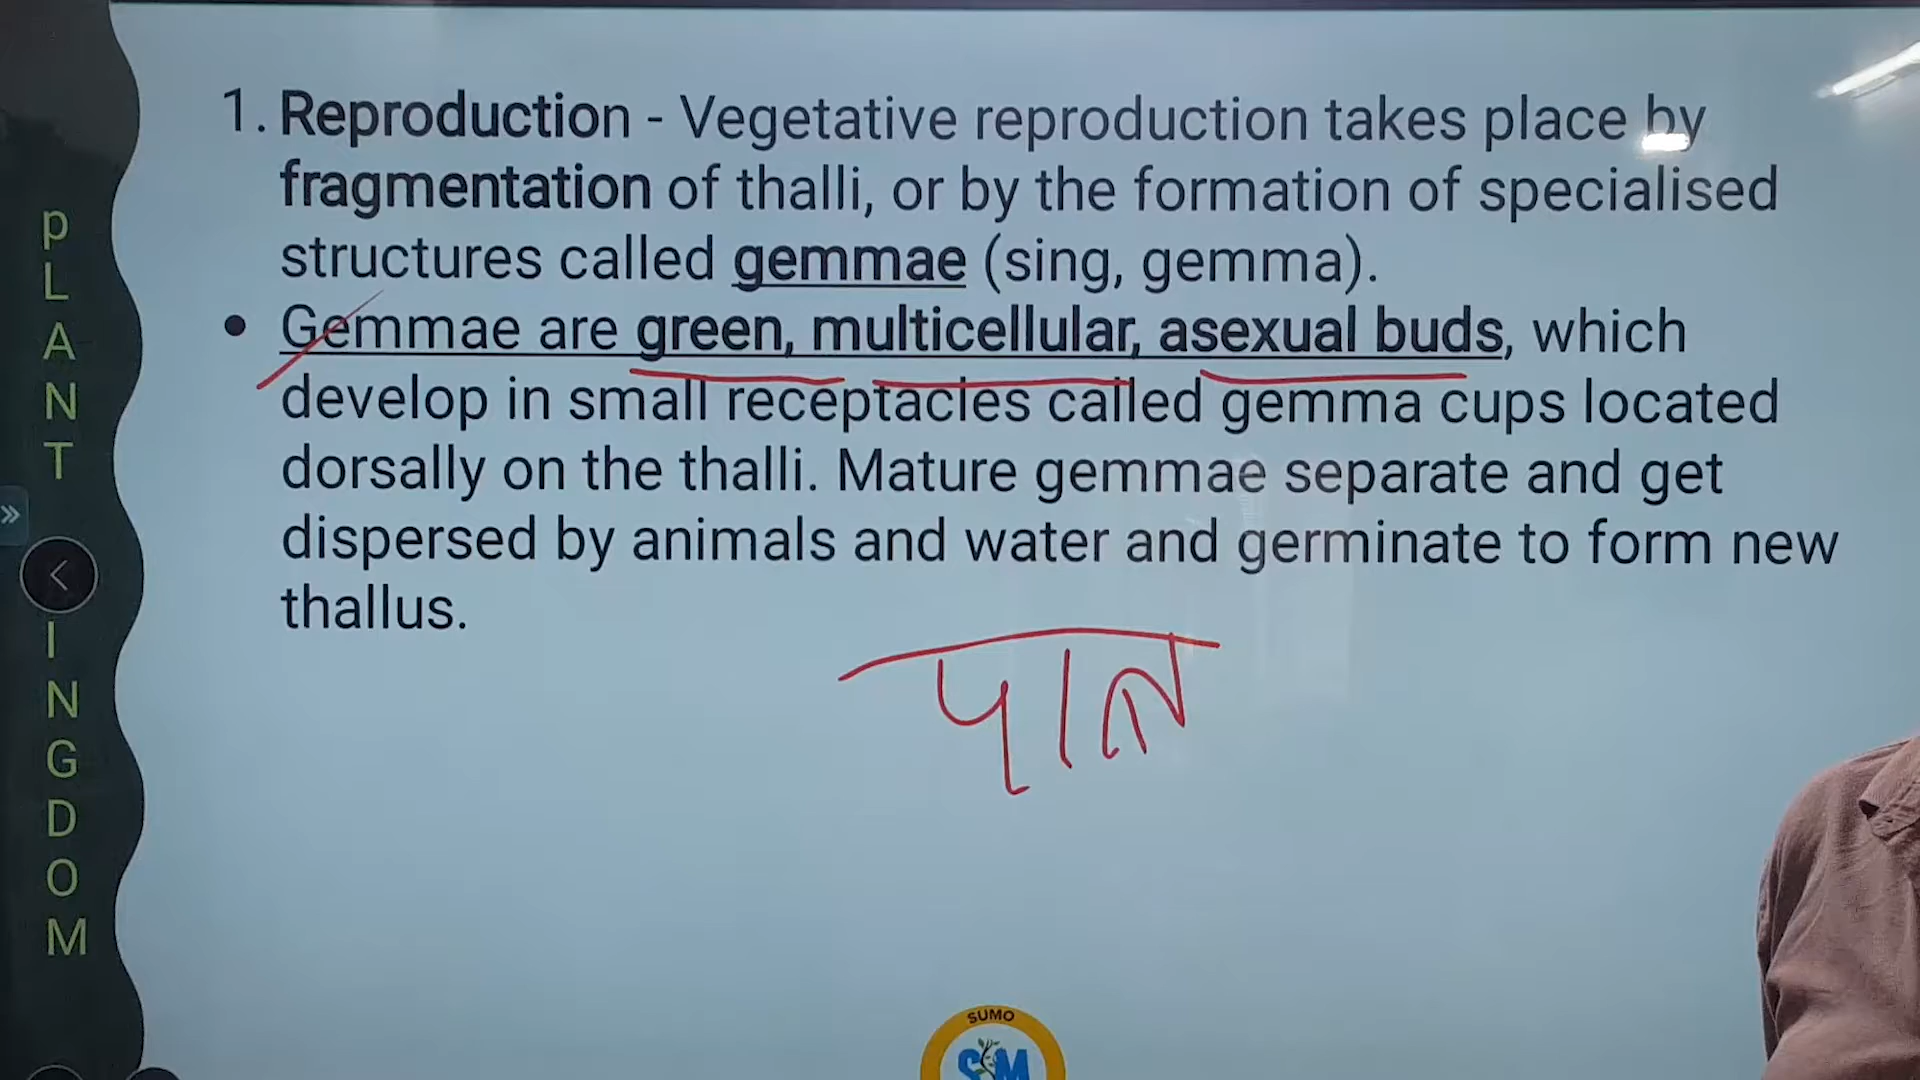 1. Reproduction - Vegetative reproduction takes place by
fragmentation of thalli, or by the formation of specialised
structures called gemmae (sing, gemma).
• Gemmae are green, multicellular, asexual buds, which
develop in small receptacles called gemma cups located
dorsally on the thalli. Mature gemmae separate and get
dispersed by animals and water and germinate to form new
thallus.
pLANT
INGDOM
SUMO